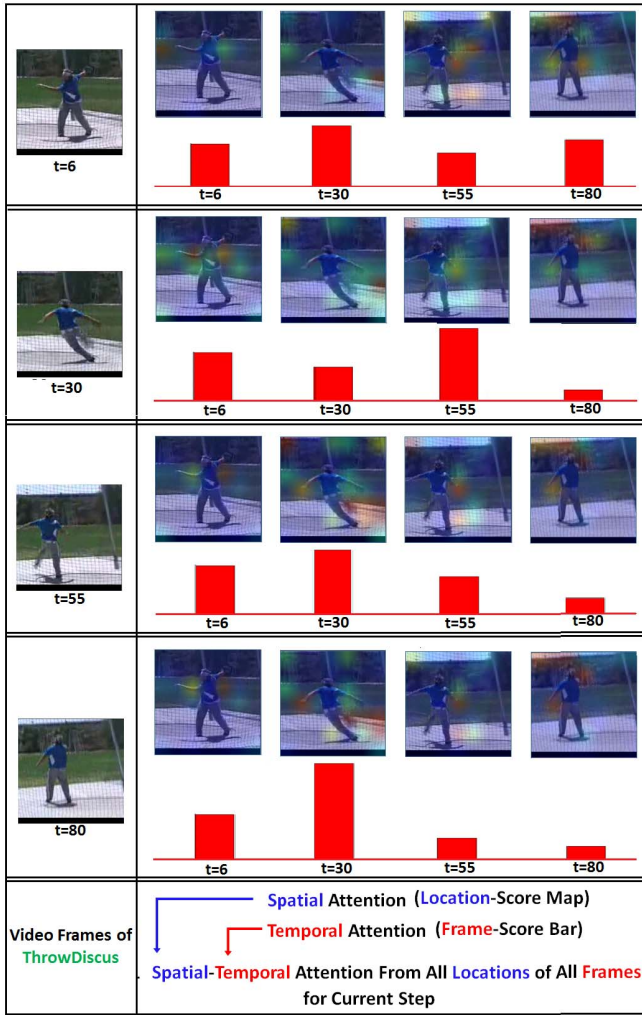 t=6
t=6 t=30 t=55 t=80
t=30
t=6 t=30 t=55 t=80
t=55
t=6 t=30 t=55 t=80
t=80
t=6 t=30 t=55 t=80
Video Frames of
ThrowDiscus
Spatial Attention (Location-Score Map)
Temporal Attention (Frame-Score Bar)
Spatial-Temporal Attention From All Locations of All Frames
for Current Step